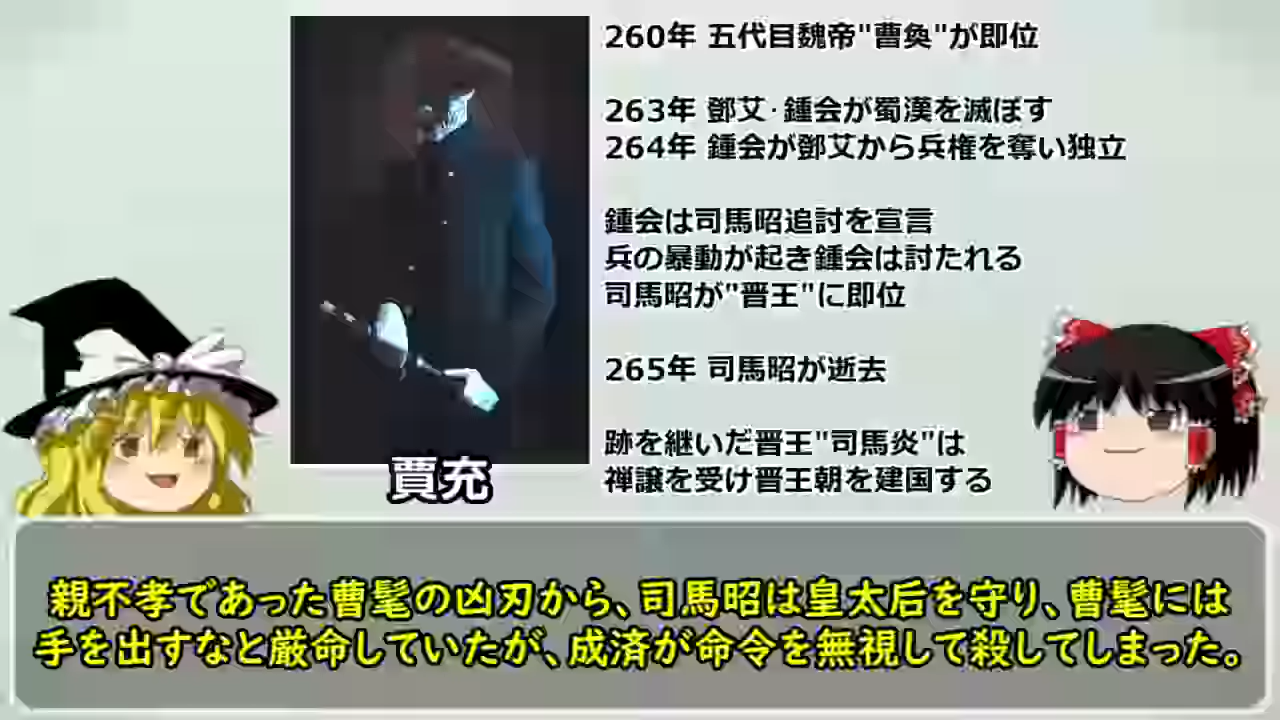 260年 五代目魏帝"曹奐"が即位
263年 鄧艾･鍾会が蜀漢を滅ぼす
264年 鍾会が鄧艾から兵権を奪い独立
鍾会は司馬昭追討を宣言
兵の暴動が起き鍾会は討たれる
司馬昭が"晋王"に即位
265年 司馬昭が逝去
跡を継いだ晋王"司馬炎"は
禅譲を受け晋王朝を建国する
賈充
親不孝であった曹髦の凶刃から、司馬昭は皇太后を守り、曹髦には
手を出すなと厳命していたが、成済が命令を無視して殺してしまった。